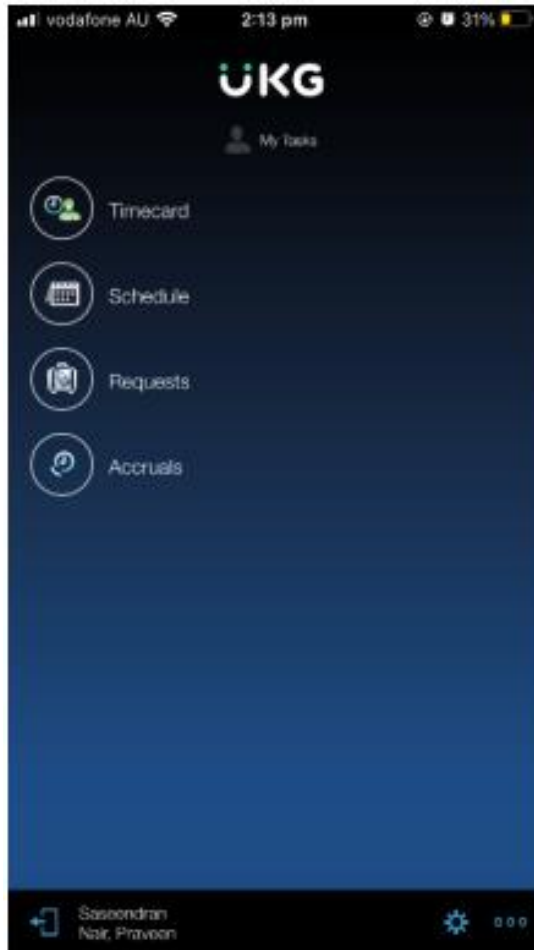 vodafone AU 2:13 pm 31%
UKG
My Tasks
Timecard
Schedule
Requests
Accruals
Saseendran
Nair, Praveen